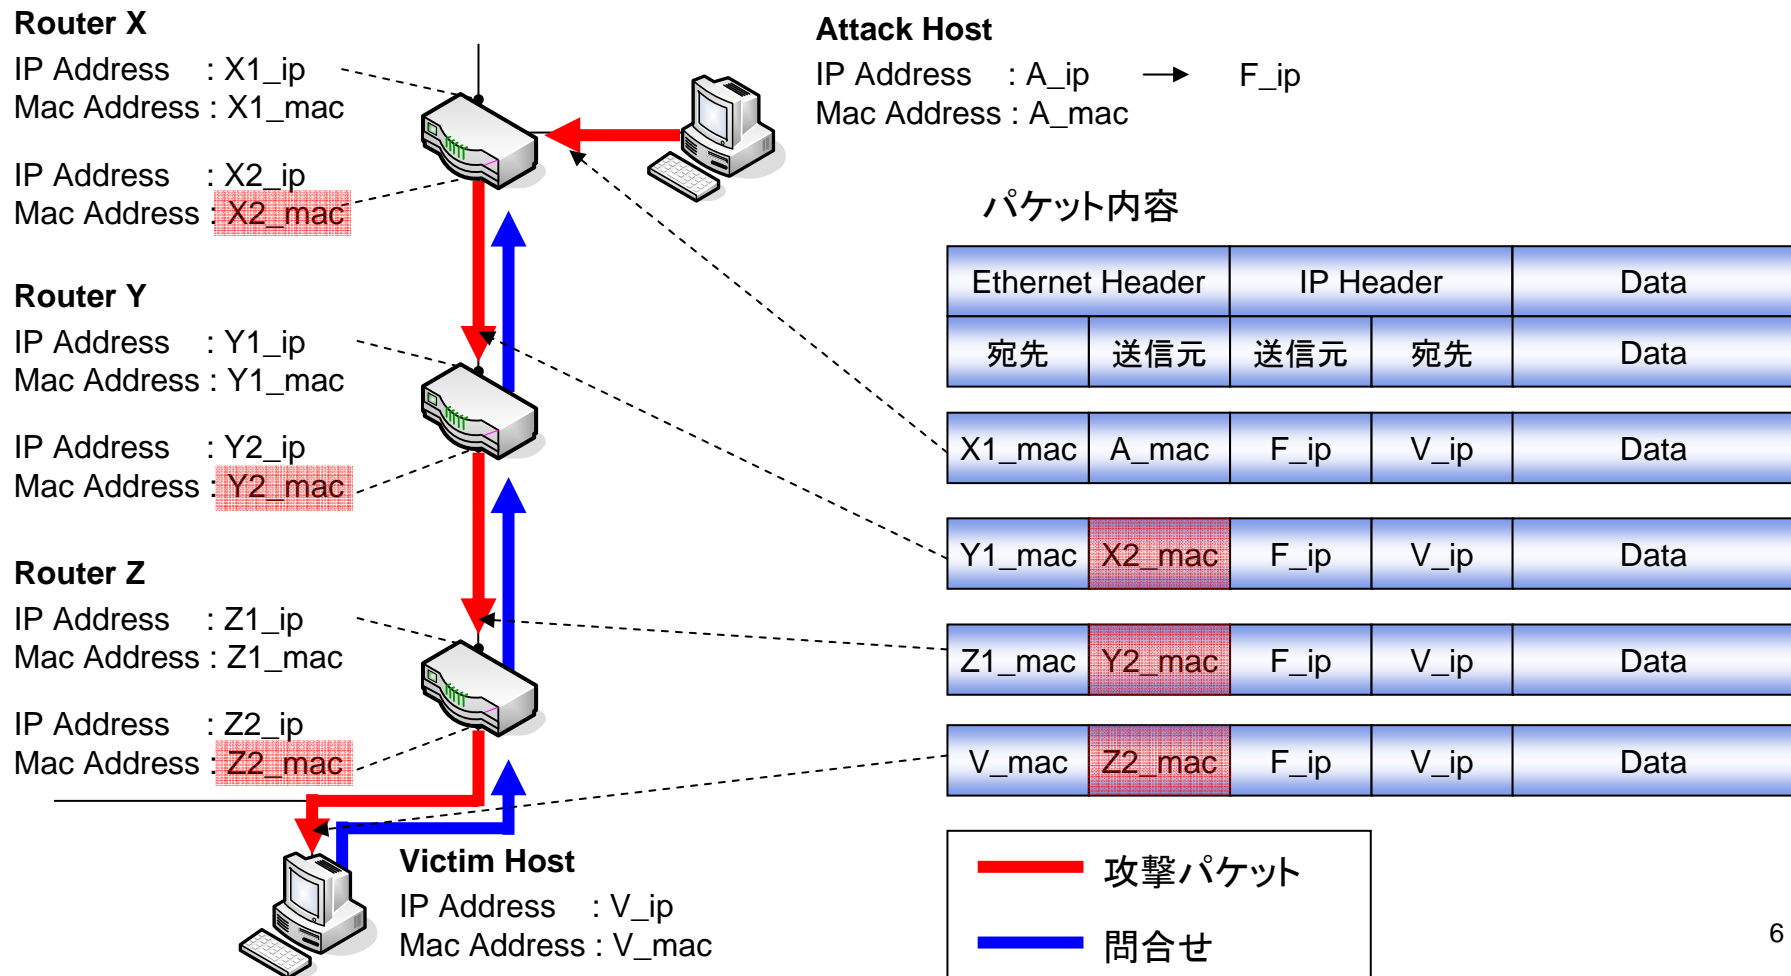 Router X
IP Address : X1_ip
Mac Address : X1_mac
IP Address : X2_ip
Mac Address : X2_mac
Router Y
IP Address : Y1_ip
Mac Address : Y1_mac
IP Address : Y2_ip
Mac Address : Y2_mac
Router Z
IP Address : Z1_ip
Mac Address : Z1_mac
IP Address : Z2_ip
Mac Address : Z2_mac
Victim Host
IP Address : V_ip
Mac Address : V_mac
Attack Host
IP Address : A_ip → F_ip
Mac Address : A_mac
パケット内容
Ethernet Header IP Header Data
宛先 送信元 送信元 宛先 Data
X1_mac A_mac F_ip V_ip Data
Y1_mac X2_mac F_ip V_ip Data
Z1_mac Y2_mac F_ip V_ip Data
V_mac Z2_mac F_ip V_ip Data
攻撃パケット
問合せ
6